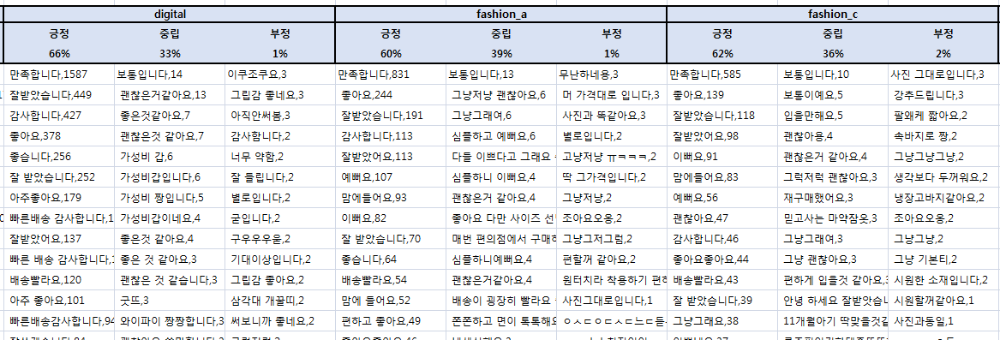 digital fashion_a fashion_c
긍정 중립 부정 긍정 중립 부정 긍정 중립 부정
66% 33% 1% 60% 39% 1% 62% 36% 2%
만족합니다,1587 보통입니다,14 이쿠조쿠요,3 만족합니다,831 보통입니다,13 무난하네용,3 만족합니다,585 보통입니다,10 사진 그대로입니다,3
잘받았습니다,449 괜찮은거같아요,13 그립감 좋네요,3 좋아요,244 그냥저냥 괜찮아요,6 머 가격대로 입니다,3 좋아요,139 보통이예요,5 강추드립니다,3
감사합니다,427 좋은것같아요,7 아직안써봄,3 잘받았습니다,191 그냥그래여,6 사진과 똑같아요,3 잘받았습니다,118 입을만해요,5 팔왜케 짧아요,2
좋아요,378 괜찮은것 같아요,7 감사함니다,2 감사합니다,113 심플하고 예뻐요,6 별로입니다,2 잘받았어요,98 괜찮아용,4 속바지로 짱,2
좋습니다,256 가성비 갑,6 너무 약함,2 잘받았어요,113 다들 이쁘다고 그래요 고냥저냥 ㅠㅋㅋㅋ,2 이뻐요,91 괜찮은거 같아요,4 그냥그냥그냥,2
잘 받았습니다,252 가성비갑입니다,6 잘 들립니다,2 예뻐요,107 심플하니 이뻐요,4 딱 그가격입니다,2 맘에들어요,83 그럭저럭 괜찮아요,3 생각보다 두꺼워요,2
아주좋아요,179 가성비 짱입니다,5 별로입니다,2 맘에들어요,93 괜찮은거 같아요,4 그냥저냥,2 예뻐요,56 재구매했어요,3 냉장고바지같아요,2
빠른배송 감사합니다,1 가성비갑이네요,4 굳입니다,2 이뻐요,82 좋아요 다만 사이즈 조아요오옹,2 괜찮아요,47 믿고사는 마약잠옷,3 조아요오옹,2
잘받았어요,137 좋은것 같아요,4 구우우우웃,2 잘 받았습니다,70 매번 편의점에서 구매하 그냥그저그럼,2 감사합니다,46 그냥그래여,3 그냥그냥,2
빠른 배송 감사합니다, 좋은 것 같아요,3 기대이상입니다,2 좋습니다,64 심플하니예뻐요,4 편할꺼 같아요,2 좋아요좋아요,44 그냥 괜찮아요,3 그냥 기본티,2
배송빨라요,120 괜찮은 것 같습니다,3 그립감 좋아요,2 배송빨라요,54 괜찮은거같아요,4 원터치라 착용하기 편하 배송빨라요,43 편하게 입을것 같아요, 시원한 소재입니다,2
아주 좋아요,101 굿뜨,3 삼각대 개꿀띠,2 맘에 들어요,52 배송이 굉장히 빨라요 사진그대로입니다,1 잘 받았습니다,39 안녕 하세요 잘받았습니 시원할꺼같아요,1
빠른배송감사합니다,94 와이파이 짱짱합니다,3 써보니까 좋네요,2 편하고 좋아요,49 쫀쫀하고 면이 톡톡해요 ㅇㅅㄷㅇㄷㅅㄷ느ㄷ듣 그냥그래요,38 11개월아기 딱맞을것같 사진과동일,1